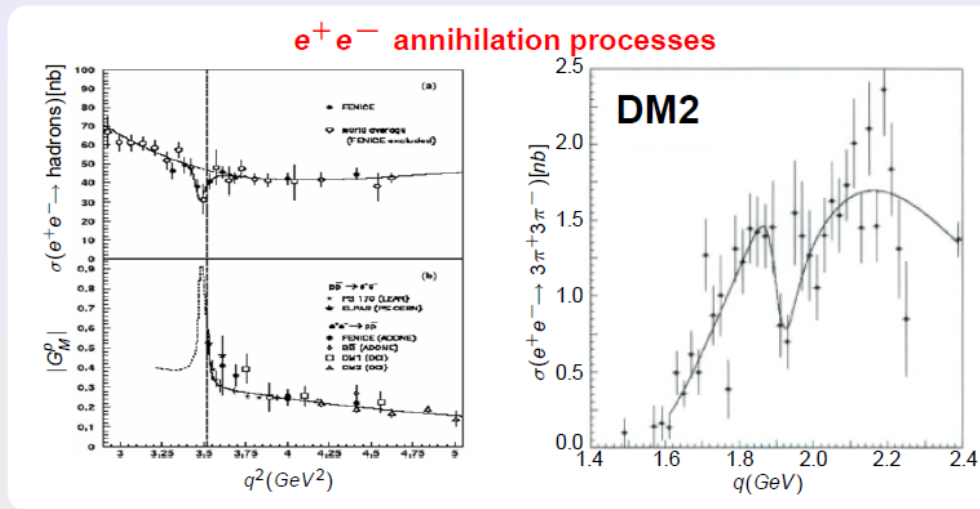 e⁺e⁻ annihilation processes
σ(e⁺e⁻→ hadrons)[nb]
100
90
80
70
60
50
40
30
20
10
0
(a)
FENICE
world average
(FENICE excluded)
|G_M^p|
0,9
0,8
0,7
0,6
0,5
0,4
0,3
0,2
0,1
0
(b)
PS 170 (LEAR)
FENICE (ADONE)
DM1 (DCI)
DM2 (DCI)
3
3,25
3,5
3,75
4
4,25
4,5
4,75
5
q²(GeV²)
DM2
σ(e⁺e⁻→ 3π⁺3π⁻)[nb]
2.5
2.0
1.5
1.0
0.5
0.0
1.4
1.6
1.8
2.0
2.2
2.4
q(GeV)